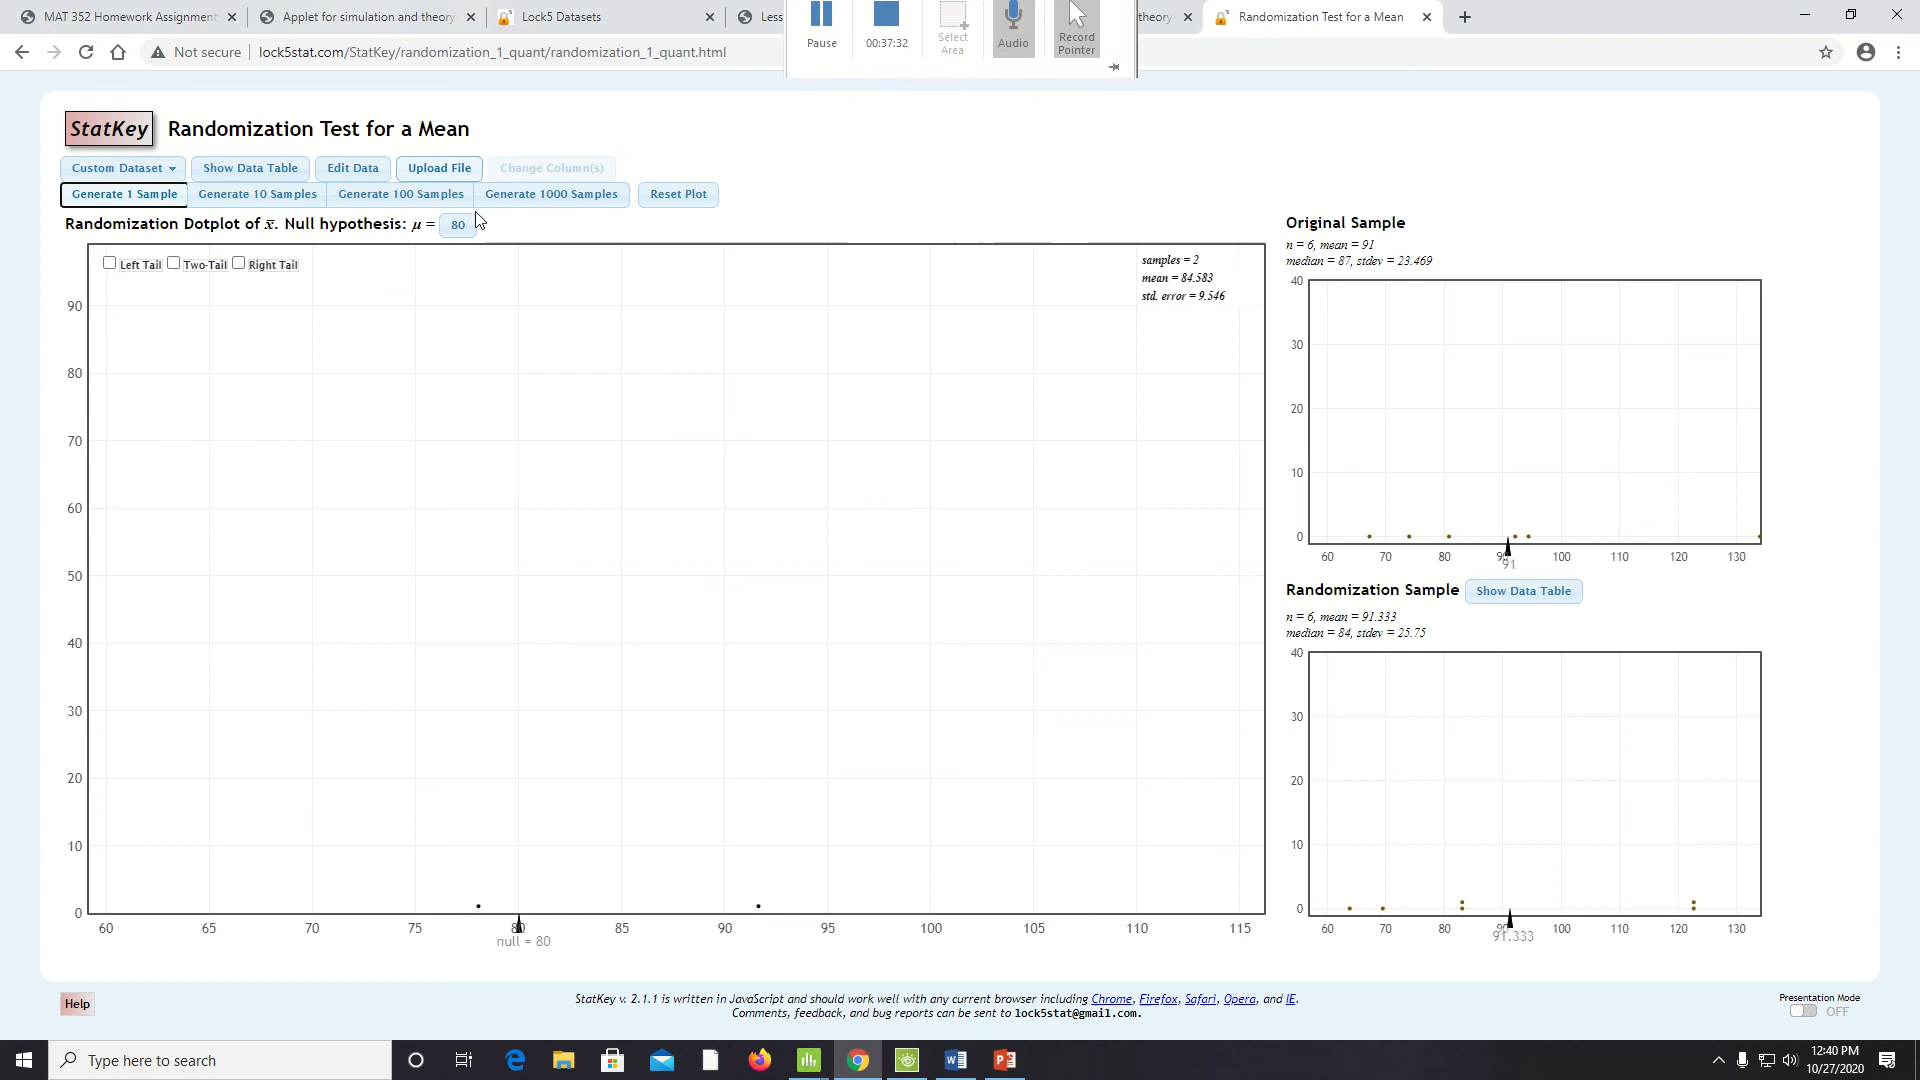 MAT 352 Homework Assignment
Applet for simulation and theory
Lock5 Datasets
Less
theory
Randomization Test for a Mean
Pause
00:37:32
Select
Area
Audio
Record
Pointer
Not secure
lock5stat.com/StatKey/randomization_1_quant/randomization_1_quant.html
StatKey Randomization Test for a Mean
Custom Dataset
Show Data Table
Edit Data
Upload File
Change Column(s)
Generate 1 Sample
Generate 10 Samples
Generate 100 Samples
Generate 1000 Samples
Reset Plot
Randomization Dotplot of x̄. Null hypothesis: μ = 80
Left Tail Two-Tail Right Tail
samples = 2
mean = 84.583
std. error = 9.546
90
80
70
60
50
40
30
20
10
0
60 65 70 75 80 85 90 95 100 105 110 115
null = 80
Original Sample
n = 6, mean = 91
median = 87, stdev = 23.469
40
30
20
10
0
60 70 80 90 100 110 120 130
91
Randomization Sample
Show Data Table
n = 6, mean = 91.333
median = 84, stdev = 25.75
40
30
20
10
0
60 70 80 90 100 110 120 130
91.333
Help
StatKey v. 2.1.1 is written in JavaScript and should work well with any current browser including Chrome, Firefox, Safari, Opera, and IE.
Comments, feedback, and bug reports can be sent to lock5stat@gmail.com.
Presentation Mode
OFF
Type here to search
12:40 PM
10/27/2020